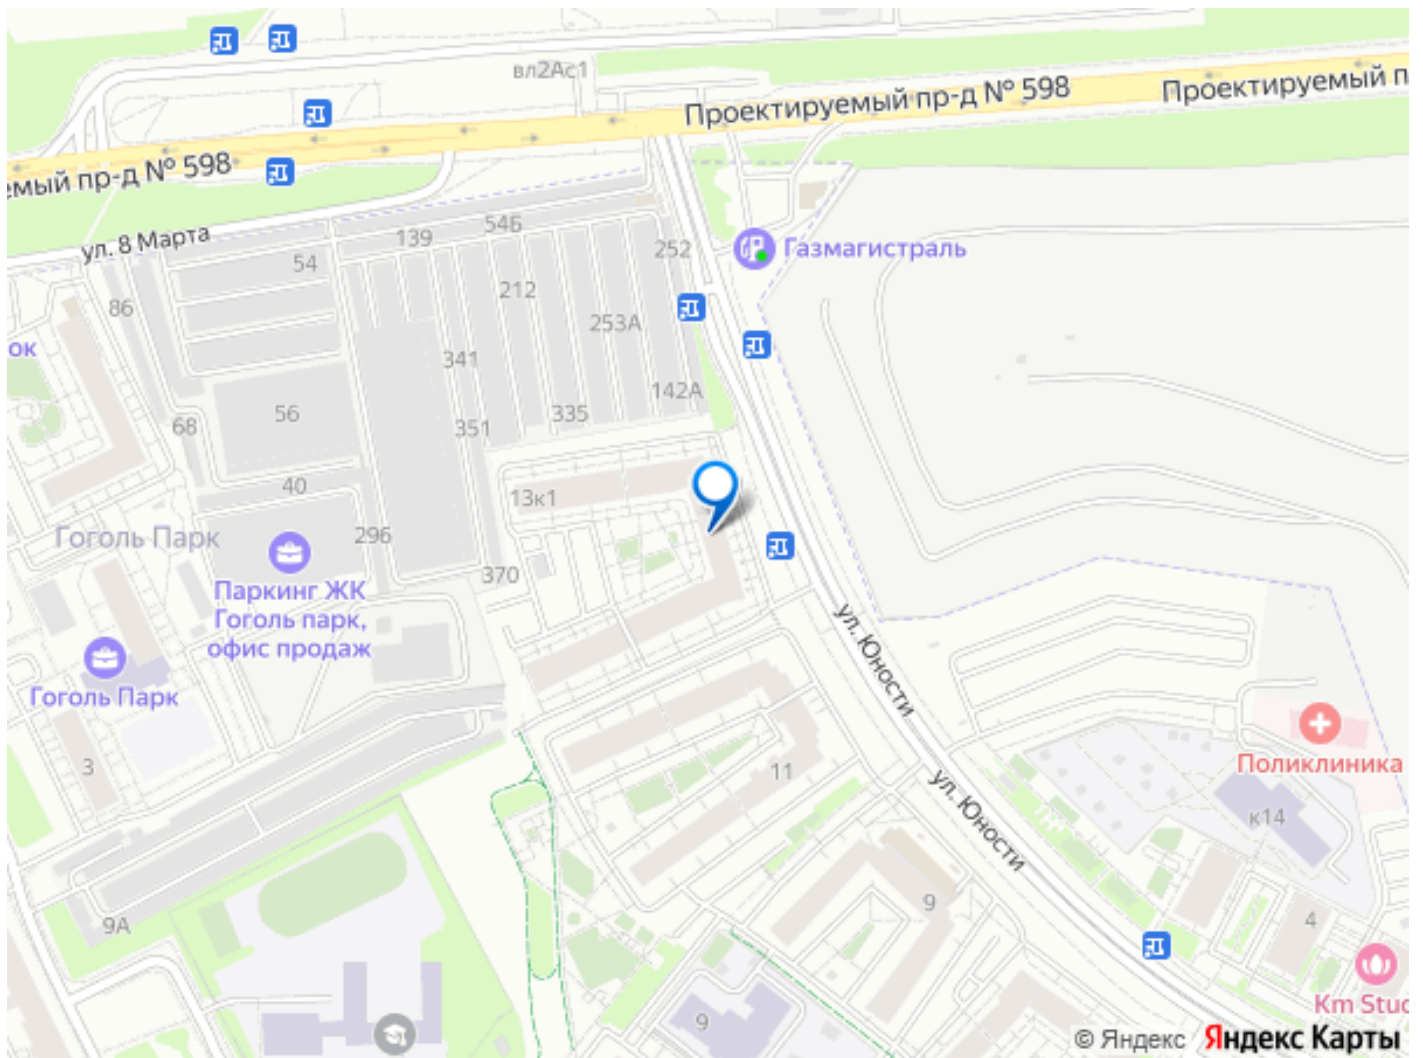 вл2Ас1
Проектируемый пр-д № 598
Проектируемый п
емый пр-д № 598
ул. 8 Марта
54Б
139
252
54
Газмагистраль
212
86
253А
ок
341
142А
56
335
68
351
40
13к1
296
Гоголь Парк
370
Паркинг ЖК
Гоголь парк,
офис продаж
ул. Юности
Гоголь Парк
3
11
Поликлиника
ул. Юности
к14
9
4
9А
Km Stud
9
© Яндекс Яндекс Карты